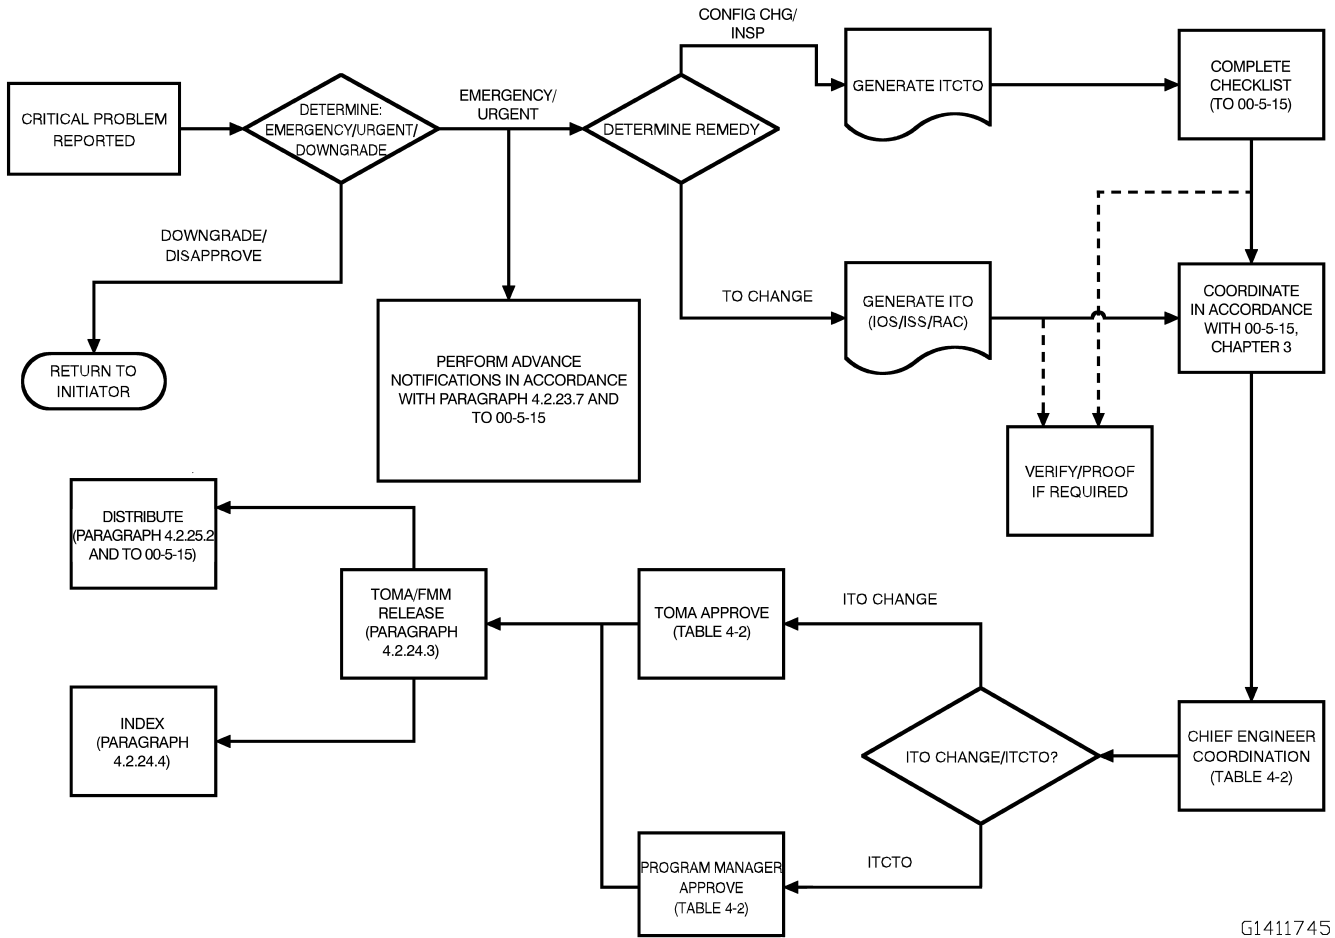 CONFIG CHG/
INSP
CRITICAL PROBLEM
REPORTED
DETERMINE:
EMERGENCY/URGENT/
DOWNGRADE
EMERGENCY/
URGENT
DETERMINE REMEDY
GENERATE ITCTO
COMPLETE
CHECKLIST
(TO 00-5-15)
DOWNGRADE/
DISAPPROVE
RETURN TO
INITIATOR
PERFORM ADVANCE
NOTIFICATIONS IN ACCORDANCE
WITH PARAGRAPH 4.2.23.7 AND
TO 00-5-15
TO CHANGE
GENERATE ITO
(IOS/ISS/RAC)
COORDINATE
IN ACCORDANCE
WITH 00-5-15,
CHAPTER 3
VERIFY/PROOF
IF REQUIRED
DISTRIBUTE
(PARAGRAPH 4.2.25.2
AND TO 00-5-15)
TOMA/FMM
RELEASE
(PARAGRAPH
4.2.24.3)
TOMA APPROVE
(TABLE 4-2)
ITO CHANGE
INDEX
(PARAGRAPH
4.2.24.4)
ITO CHANGE/ITCTO?
CHIEF ENGINEER
COORDINATION
(TABLE 4-2)
PROGRAM MANAGER
APPROVE
(TABLE 4-2)
ITCTO
G1411745